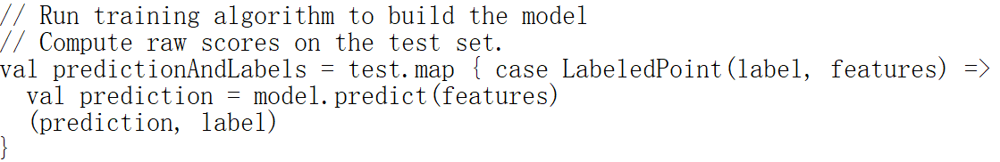 // Run training algorithm to build the model
// Compute raw scores on the test set.
val predictionAndLabels = test.map { case LabeledPoint(label, features) =>
  val prediction = model.predict(features)
  (prediction, label)
}